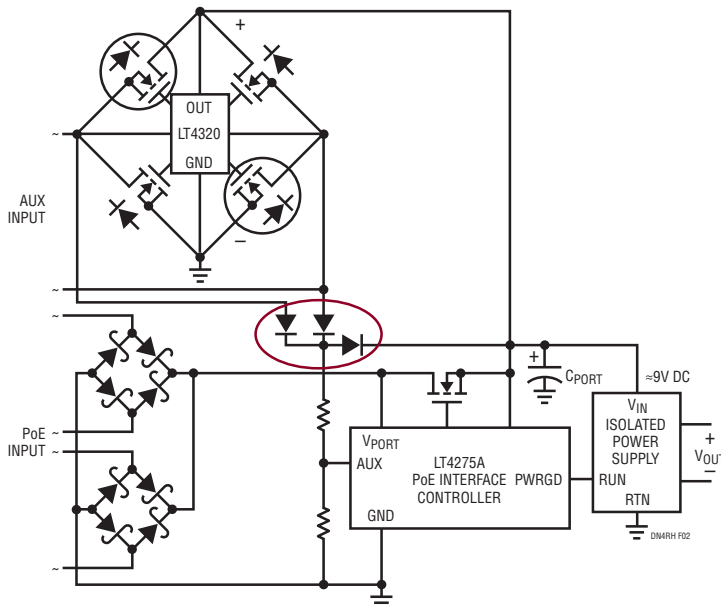 +
OUT
~
LT4320
GND
AUX
INPUT
–
~
~
+
CPORT
≈9V DC
PoE
INPUT
~
~
VPORT
AUX
LT4275A
PoE INTERFACE
CONTROLLER
PWRGD
GND
VIN
ISOLATED
POWER
SUPPLY
RUN
RTN
+
VOUT
–
~
DN4RH F02